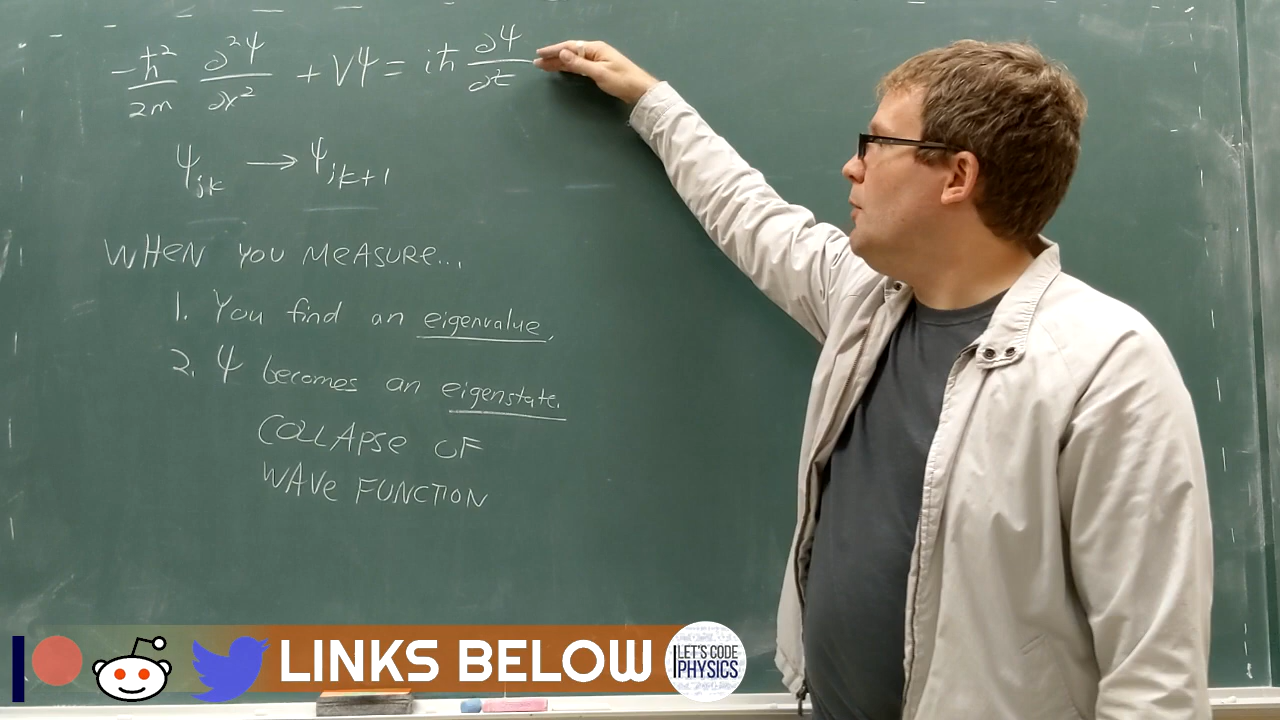 -ħ²/2m ∂²Ψ/∂x² + VΨ = iħ ∂Ψ/∂t
Ψjk → Ψjk+1
WHEN YOU MEASURE...
1. You find an eigenvalue.
2. Ψ becomes an eigenstate.
COLLAPSE OF
WAVE FUNCTION
LINKS BELOW
LET'S CODE
PHYSICS